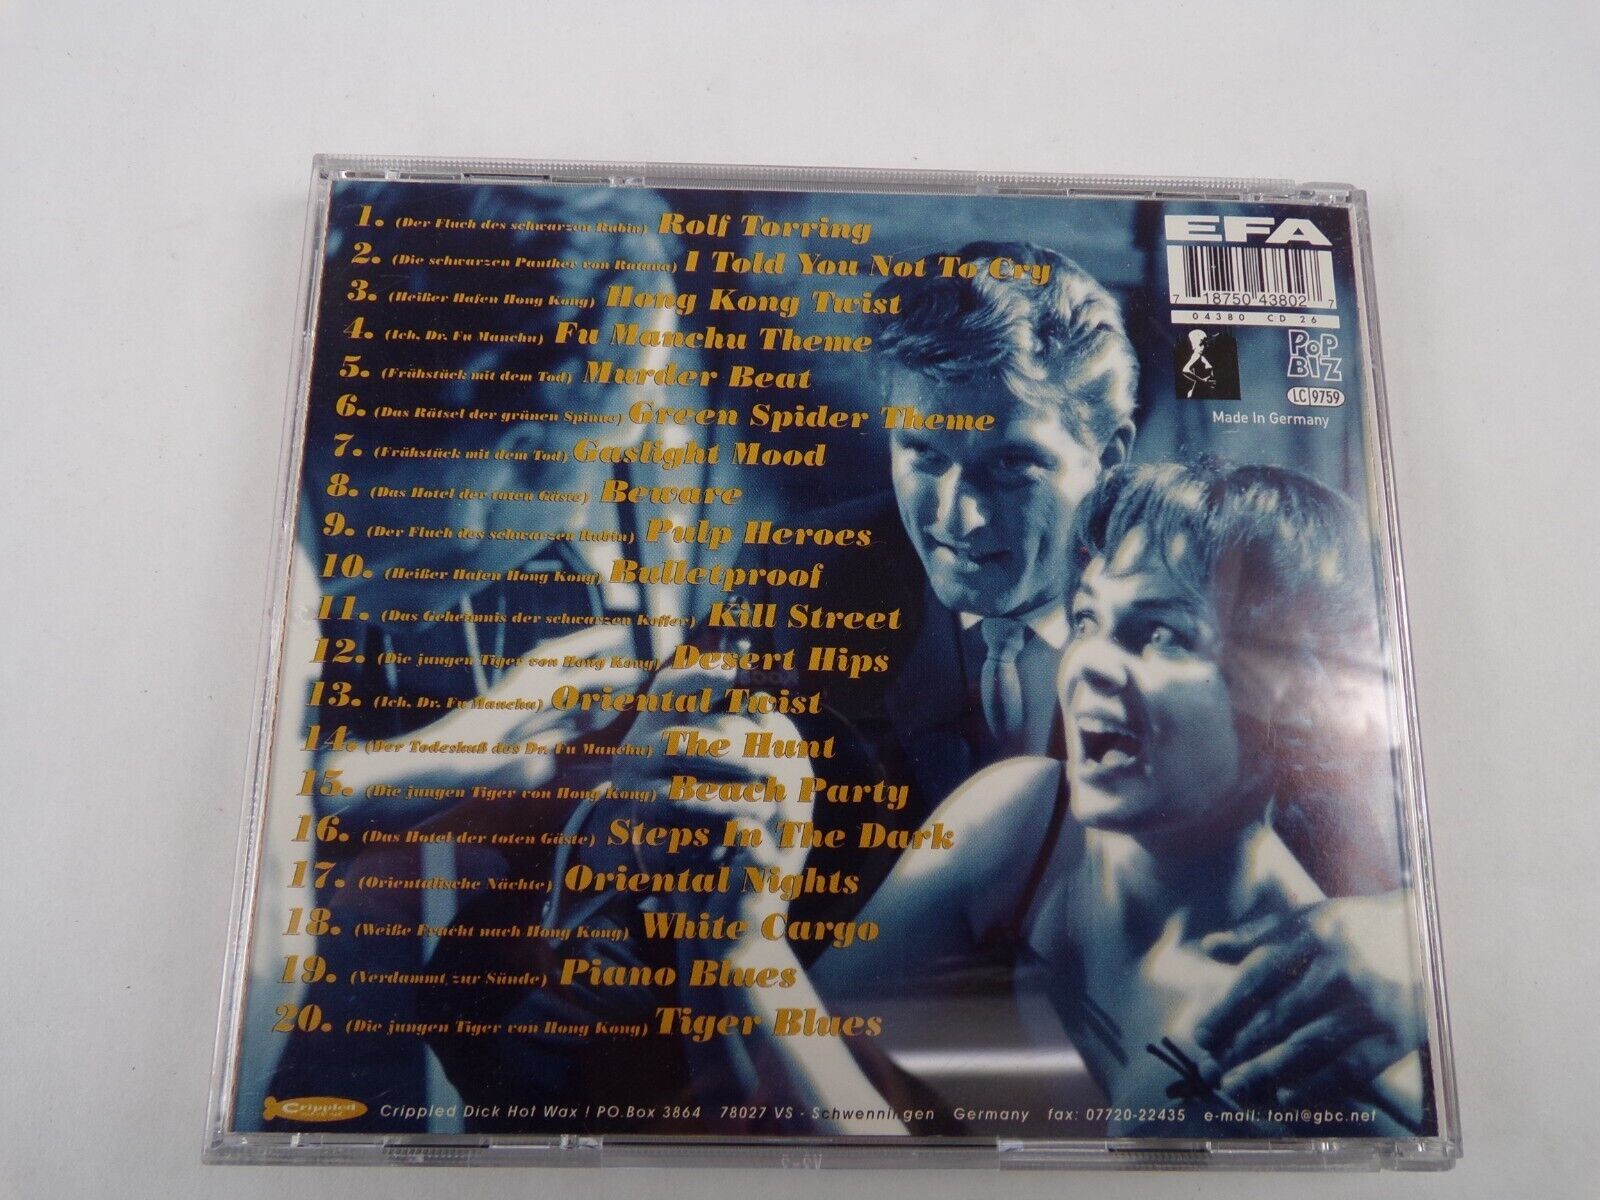 1. (Der Fluch des schwarzen Rubin) Rolf Torring
2. (Die schwarzen Panther von Ratana) I Told You Not To Cry
3. (Heißer Hafen Hong Kong) Hong Kong Twist
4. (Ich, Dr. Fu Manchu) Fu Manchu Theme
5. (Frühstück mit dem Tod) Murder Beat
6. (Das Rätsel der grünen Spinne) Green Spider Theme
7. (Frühstück mit dem Tod) Gaslight Mood
8. (Das Hotel der toten Gäste) Beware
9. (Der Fluch des schwarzen Rubin) Pulp Heroes
10. (Heißer Hafen Hong Kong) Bulletproof
11. (Das Geheimnis der schwarzen Koffer) Kill Street
12. (Die jungen Tiger von Hong Kong) Desert Hips
13. (Ich, Dr. Fu Manchu) Oriental Twist
14. (Der Todeskuß des Dr. Fu Manchu) The Hunt
15. (Die jungen Tiger von Hong Kong) Beach Party
16. (Das Hotel der toten Gäste) Steps In The Dark
17. (Orientalische Nächte) Oriental Nights
18. (Weiße Fracht nach Hong Kong) White Cargo
19. (Verdammt zur Sünde) Piano Blues
20. (Die jungen Tiger von Hong Kong) Tiger Blues
EFA
7 18750 43802 7
04380 CD 26
POP BIZ
LC 9759
Made In Germany
Crippled
Crippled Dick Hot Wax ! PO.Box 3864 78027 VS - Schwenningen Germany fax: 07720-22435 e-mail: toni@gbc.net